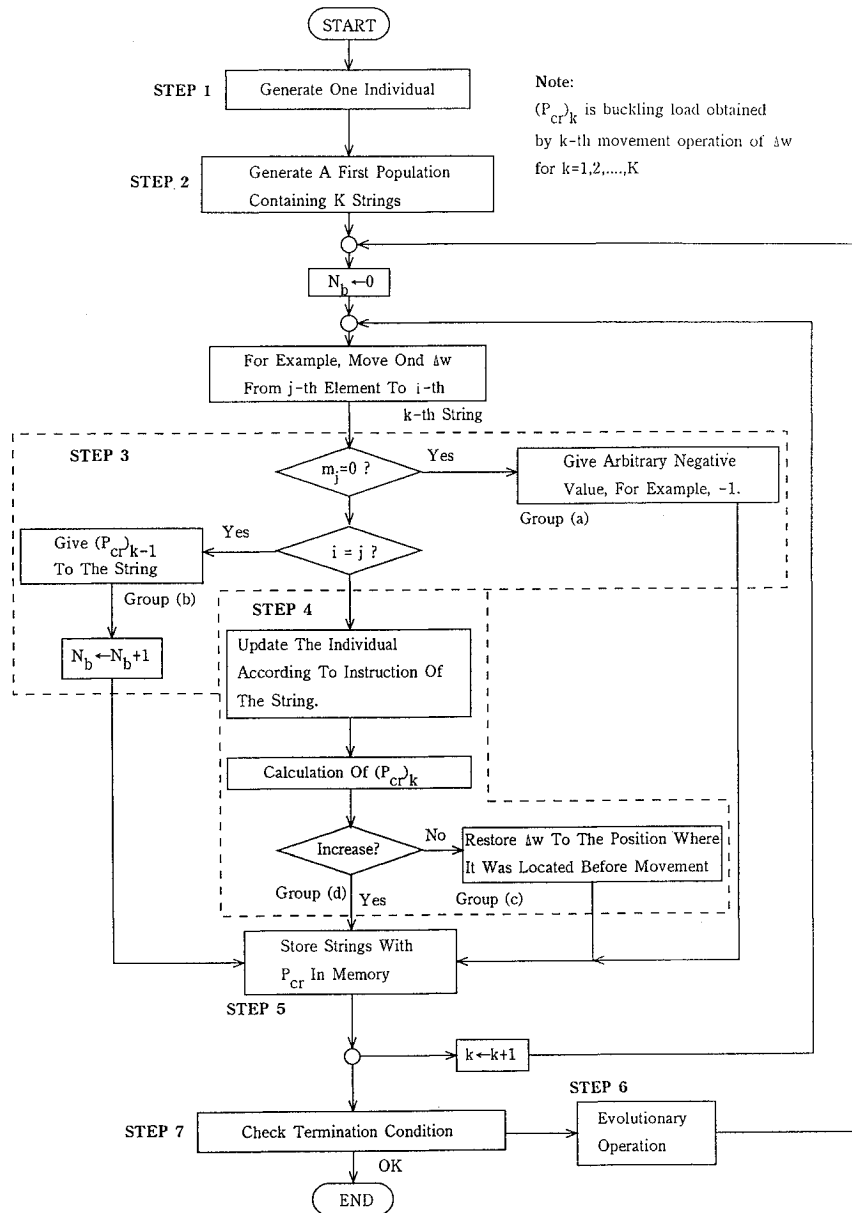 START
STEP 1
Generate One Individual
Note:
(P_cr)_k is buckling load obtained
by k-th movement operation of Δw
for k=1,2,....,K
STEP 2
Generate A First Population
Containing K Strings
N_b ←0
For Example, Move Ond Δw
From j-th Element To i-th
k-th String
STEP 3
m_j=0 ?
Yes
Give Arbitrary Negative
Value, For Example, -1.
Group (a)
i = j ?
Yes
Give (P_cr)_k-1
To The String
Group (b)
N_b←N_b+1
STEP 4
Update The Individual
According To Instruction Of
The String.
Calculation Of (P_cr)_k
Increase?
No
Restore Δw To The Position Where
It Was Located Before Movement
Group (c)
Group (d)
Yes
Store Strings With
P_cr In Memory
STEP 5
k←k+1
STEP 6
Evolutionary
Operation
STEP 7
Check Termination Condition
OK
END